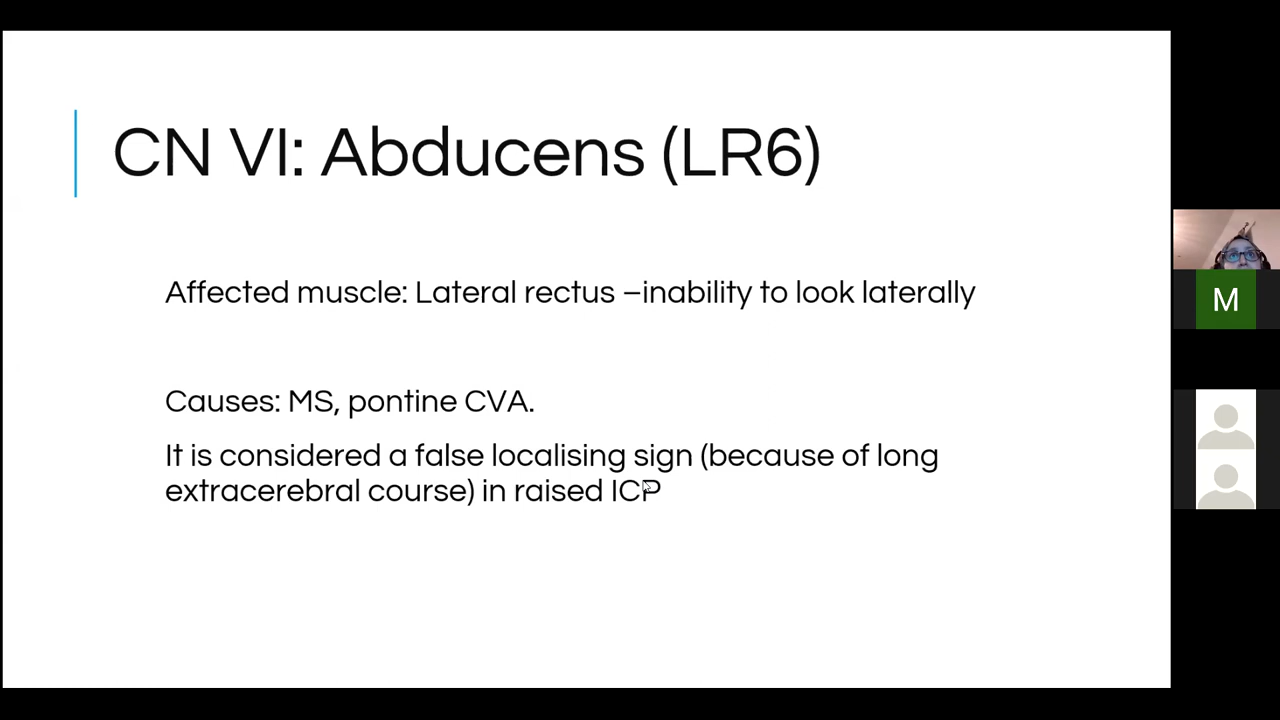 CN VI: Abducens (LR6)
Affected muscle: Lateral rectus –inability to look laterally
Causes: MS, pontine CVA.
It is considered a false localising sign (because of long
extracerebral course) in raised ICP
M